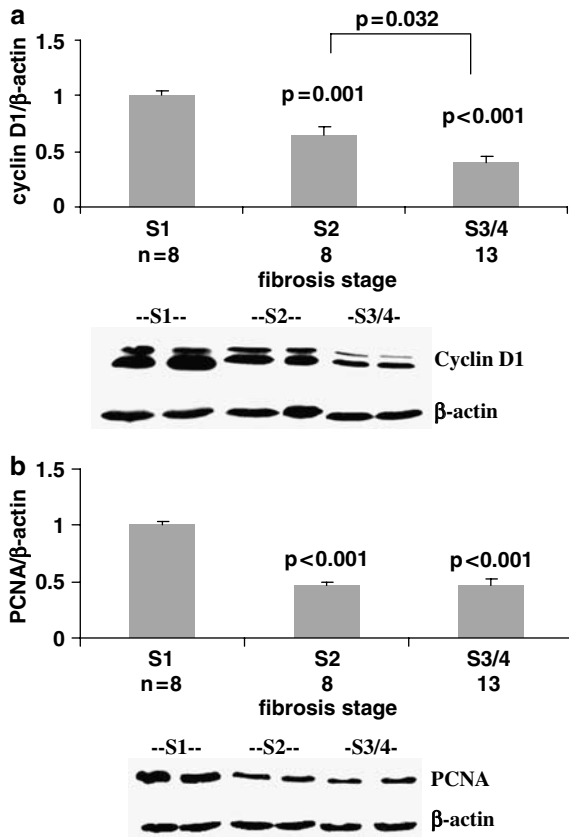 a
p=0.032
cyclin D1/β-actin
1.5
1
0.5
0
p=0.001
p<0.001
S1 S2 S3/4
n=8 8 13
fibrosis stage
--S1-- --S2-- -S3/4-
Cyclin D1
β-actin
b
PCNA/β-actin
1.5
1
0.5
0
p<0.001 p<0.001
S1 S2 S3/4
n=8 8 13
fibrosis stage
--S1-- --S2-- -S3/4-
PCNA
β-actin